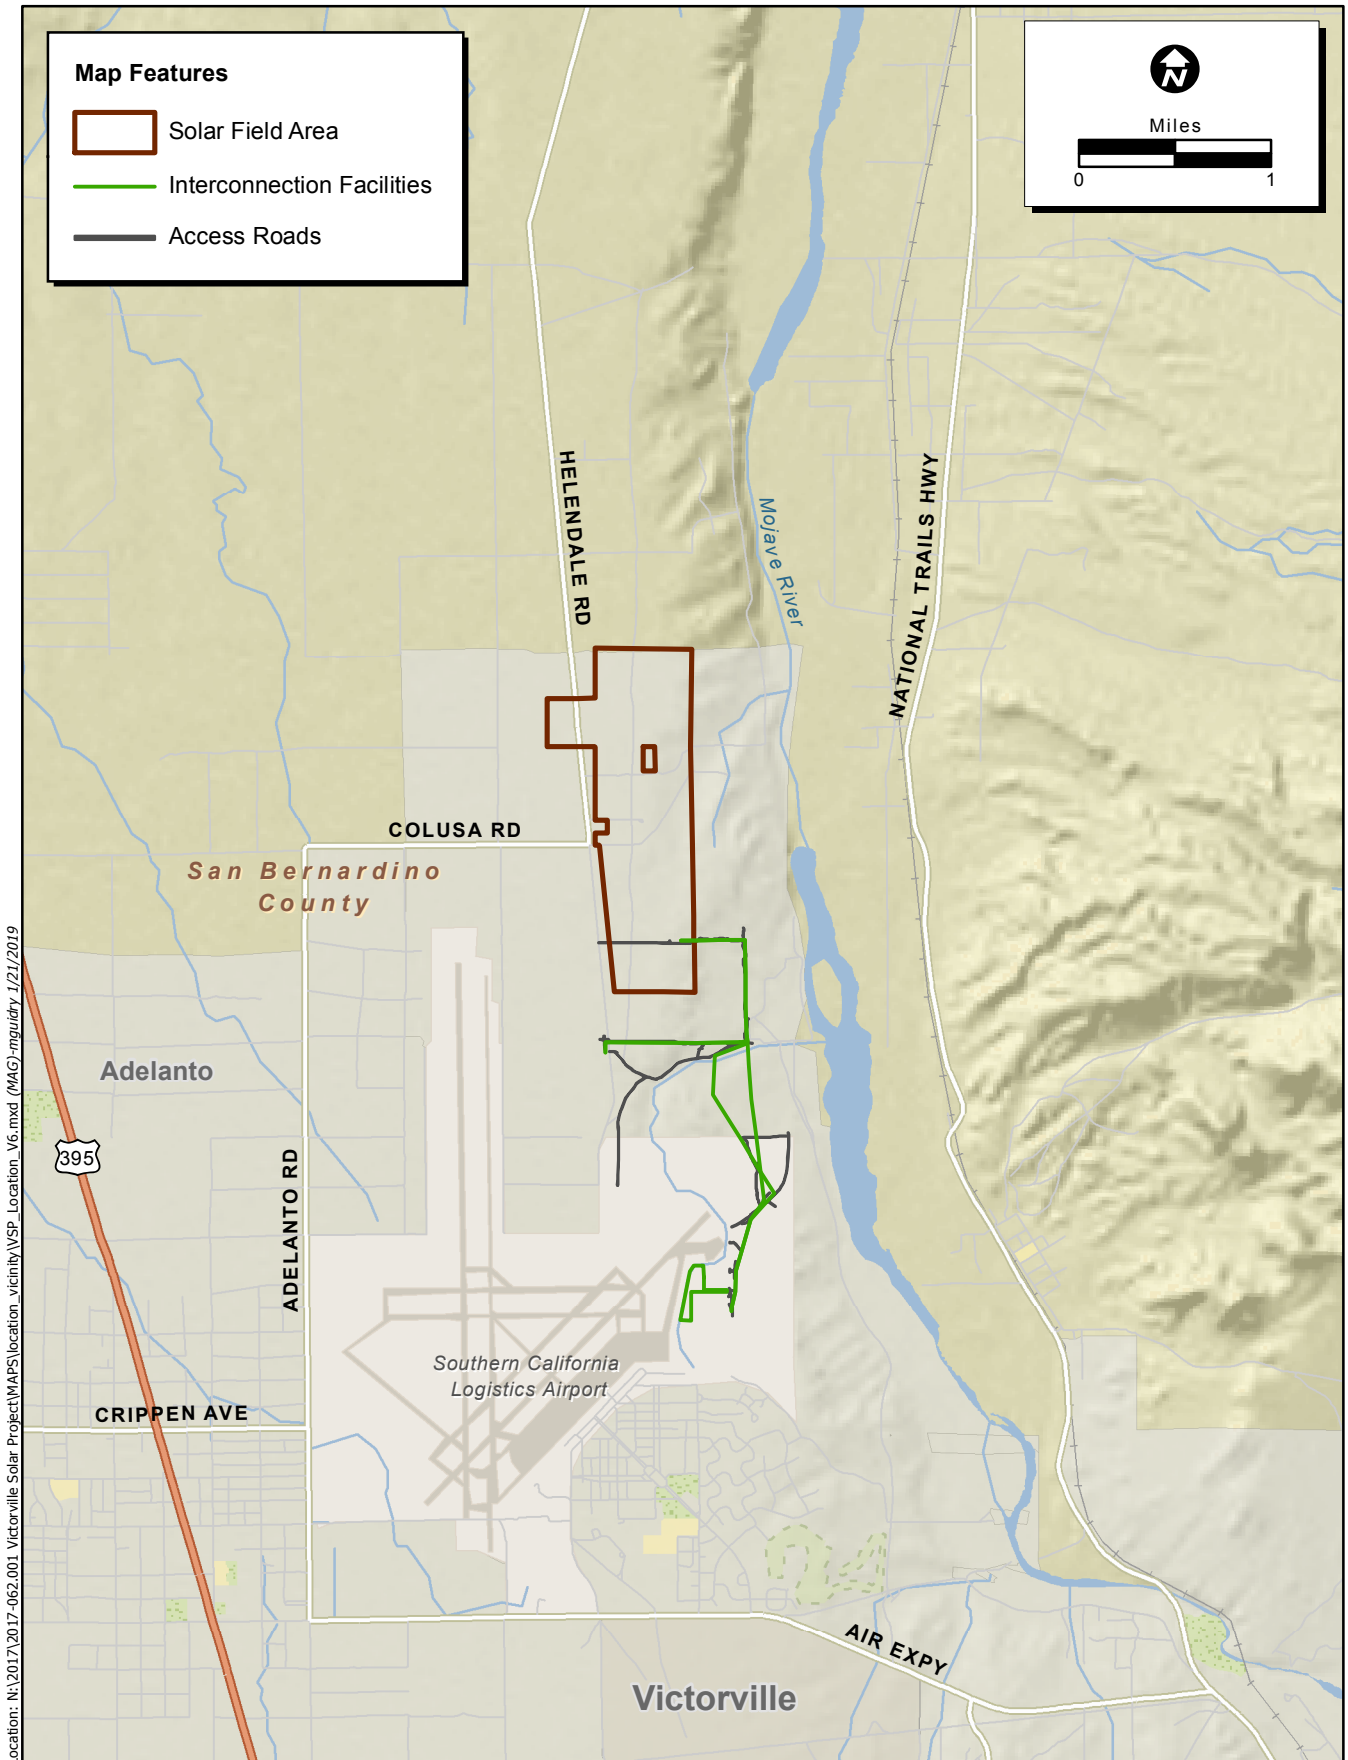 Map Features
Solar Field Area
Interconnection Facilities
Access Roads
N
Miles
0 1
HELENDALE RD
Mojave River
NATIONAL TRAILS HWY
COLUSA RD
San Bernardino
County
Adelanto
395
ADELANTO RD
Southern California
Logistics Airport
CRIPPEN AVE
AIR EXPY
Victorville
ocation: N:\2017\2017-062.001 Victorville Solar Project\MAPS\location_vicinity\VSP_Location_V6.mxd (MAG)-mguidry 1/21/2019